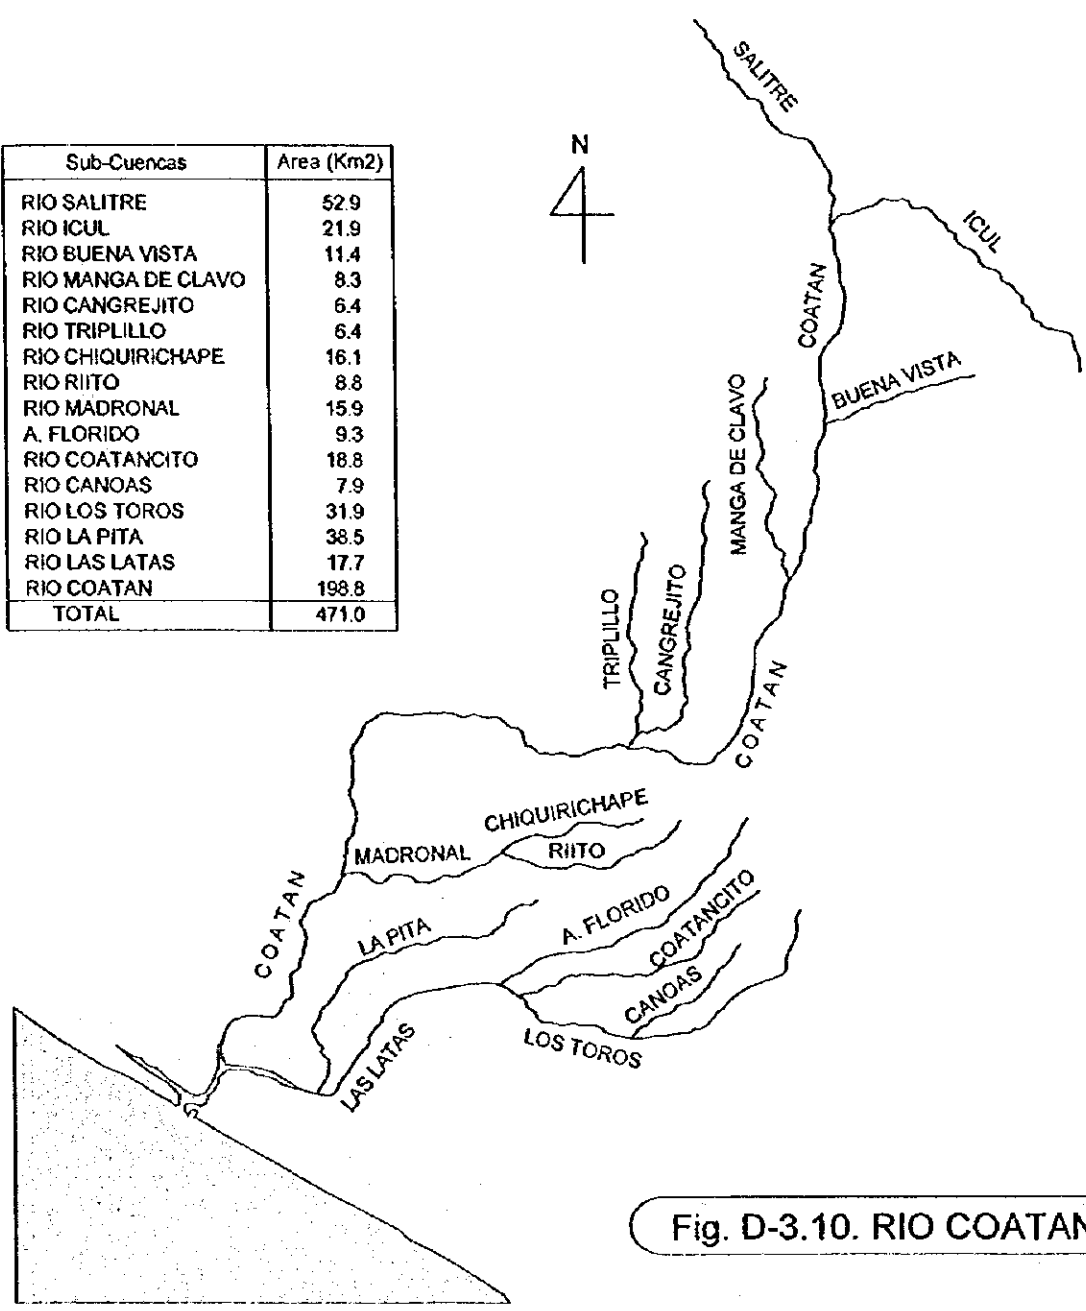 SALITRE
N
Sub-Cuencas Area (Km2)
RIO SALITRE 52.9
RIO ICUL 21.9
RIO BUENA VISTA 11.4
RIO MANGA DE CLAVO 8.3
RIO CANGREJITO 6.4
RIO TRIPLILLO 6.4
RIO CHIQUIRICHAPE 16.1
RIO RIITO 8.8
RIO MADRONAL 15.9
A. FLORIDO 9.3
RIO COATANCITO 18.8
RIO CANOAS 7.9
RIO LOS TOROS 31.9
RIO LA PITA 38.5
RIO LAS LATAS 17.7
RIO COATAN 198.8
TOTAL 471.0
ICUL
COATAN
BUENA VISTA
MANGA DE CLAVO
TRIPLILLO
CANGREJITO
COATAN
CHIQUIRICHAPE
MADRONAL
RIITO
COATAN
LA PITA
A. FLORIDO
COATANCITO
CANOAS
LOS TOROS
LAS LATAS
Fig. D-3.10. RIO COATAN